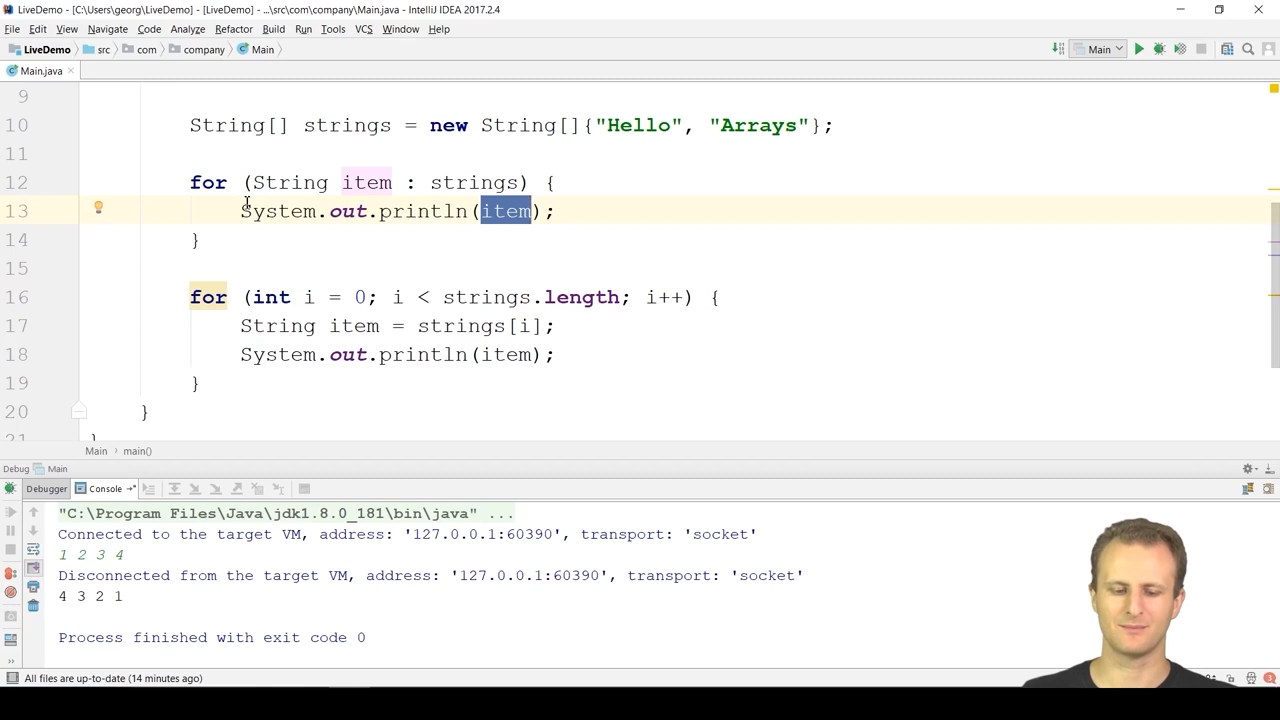 LiveDemo - [C:\Users\georg\LiveDemo] - [LiveDemo] - ...\src\com\company\Main.java - IntelliJ IDEA 2017.2.4
File Edit View Navigate Code Analyze Refactor Build Run Tools VCS Window Help
LiveDemo src com company Main Main
Main.java
9
10 String[] strings = new String[]{"Hello", "Arrays"};
11
12 for (String item : strings) {
13 System.out.println(item);
14 }
15
16 for (int i = 0; i < strings.length; i++) {
17 String item = strings[i];
18 System.out.println(item);
19 }
20 }
21 }
Main > main()
Debug Main
Debugger Console
"C:\Program Files\Java\jdk1.8.0_181\bin\java" ...
Connected to the target VM, address: '127.0.0.1:60390', transport: 'socket'
1 2 3 4
Disconnected from the target VM, address: '127.0.0.1:60390', transport: 'socket'
4 3 2 1
Process finished with exit code 0
All files are up-to-date (14 minutes ago)